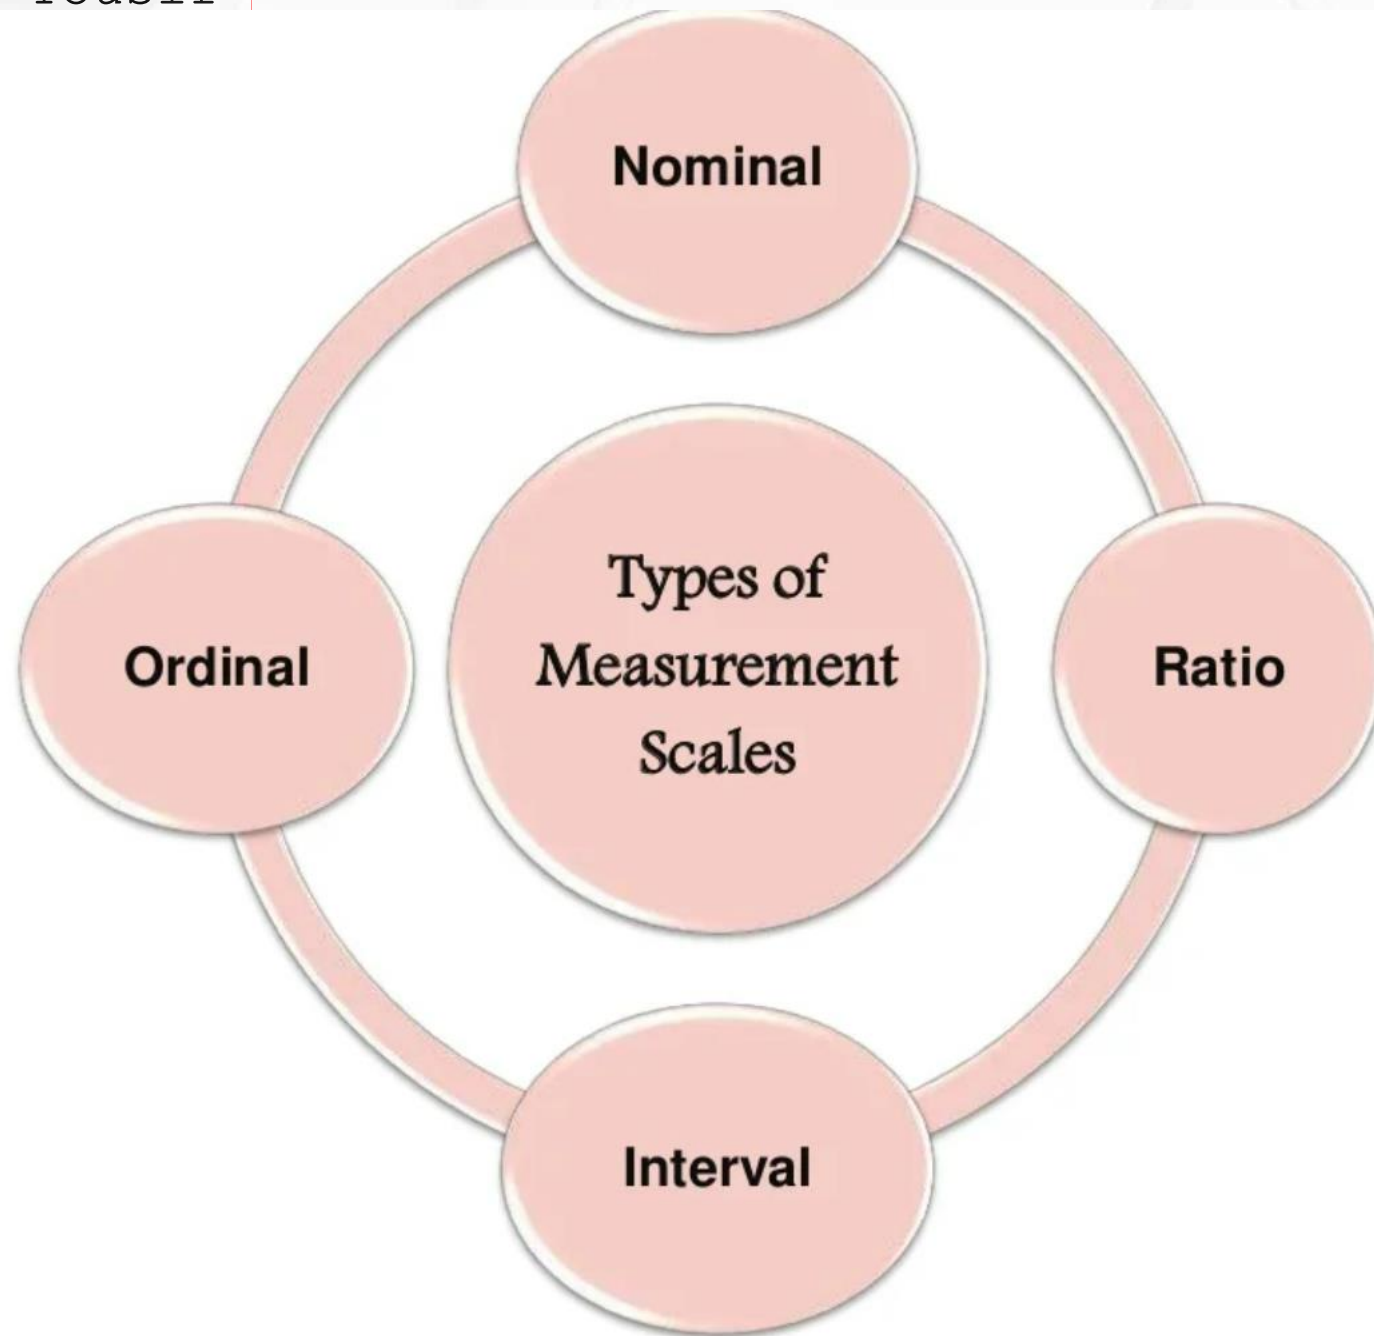 Nominal
Types of
Measurement
Scales
Ordinal
Ratio
Interval